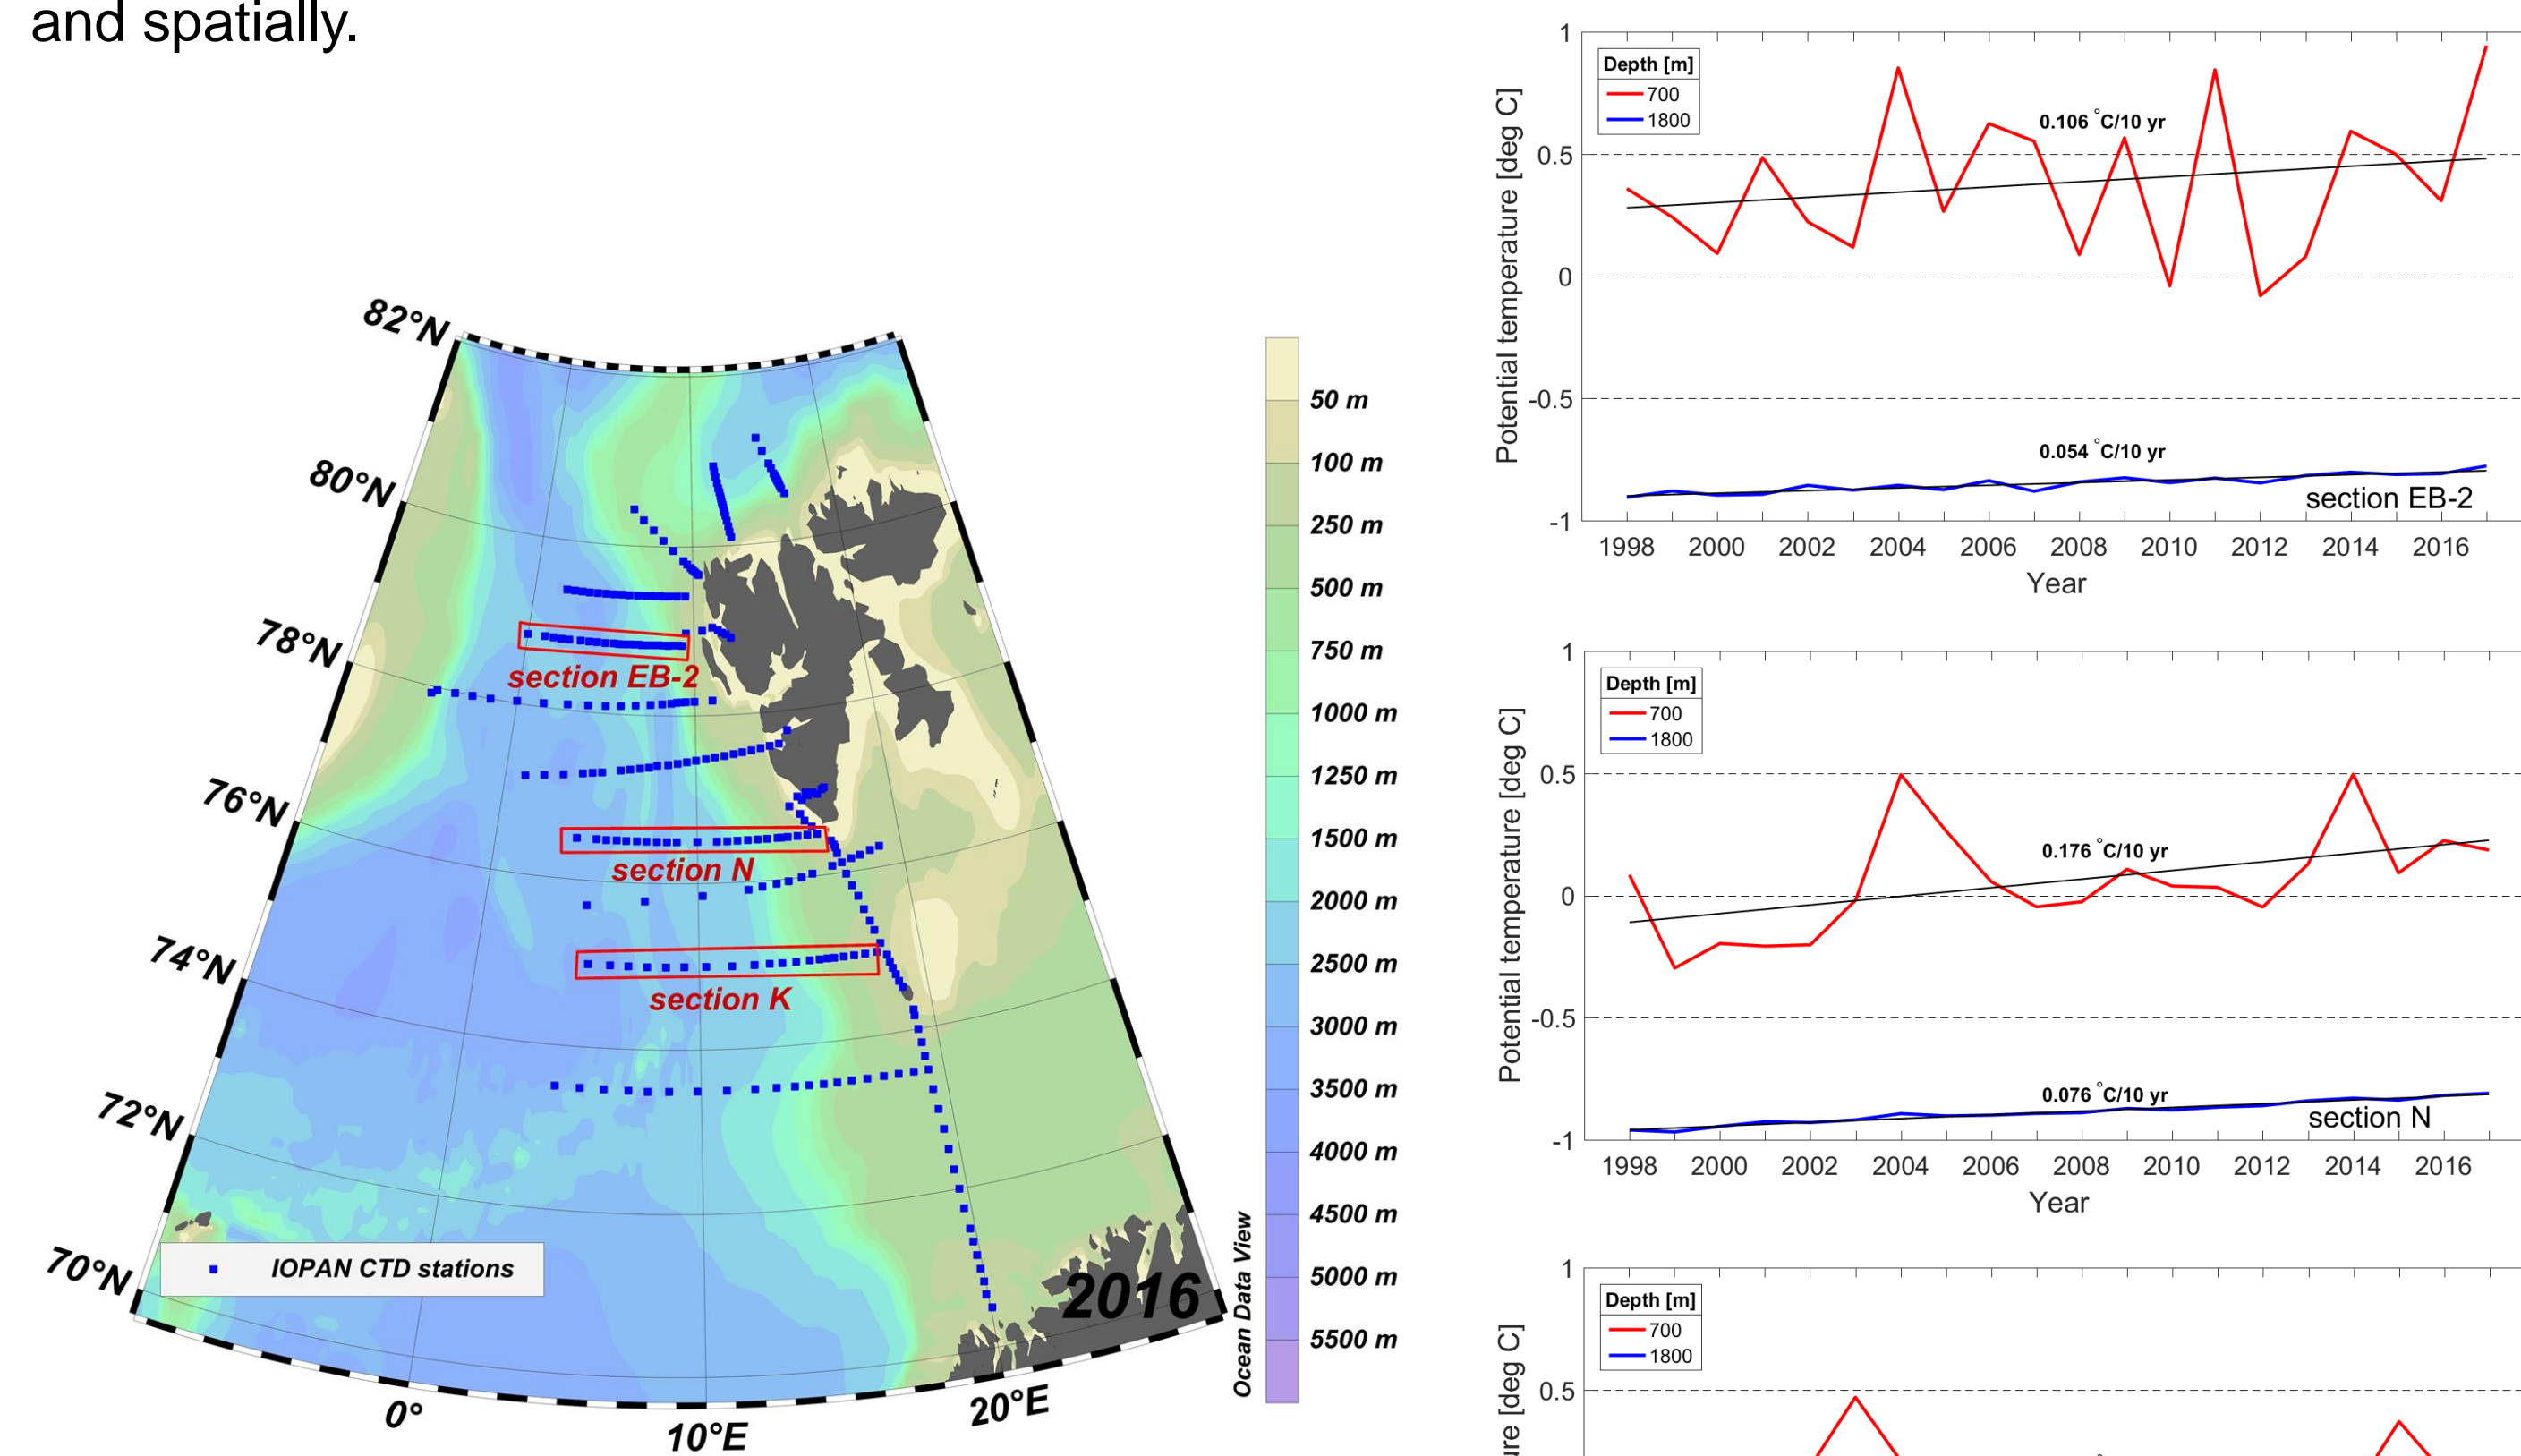 and spatially.
82°N
80°N
78°N
76°N
74°N
72°N
70°N
0°
10°E
20°E
section EB-2
section N
section K
IOPAN CTD stations
2016
Ocean Data View
50 m
100 m
250 m
500 m
750 m
1000 m
1250 m
1500 m
2000 m
2500 m
3000 m
3500 m
4000 m
4500 m
5000 m
5500 m
Potential temperature [deg C]
1
0.5
0
-0.5
-1
Depth [m]
700
1800
0.106 °C/10 yr
0.054 °C/10 yr
section EB-2
1998 2000 2002 2004 2006 2008 2010 2012 2014 2016
Year
Potential temperature [deg C]
1
0.5
0
-0.5
-1
Depth [m]
700
1800
0.176 °C/10 yr
0.076 °C/10 yr
section N
1998 2000 2002 2004 2006 2008 2010 2012 2014 2016
Year
1
0.5
Depth [m]
700
1800
[deg C]